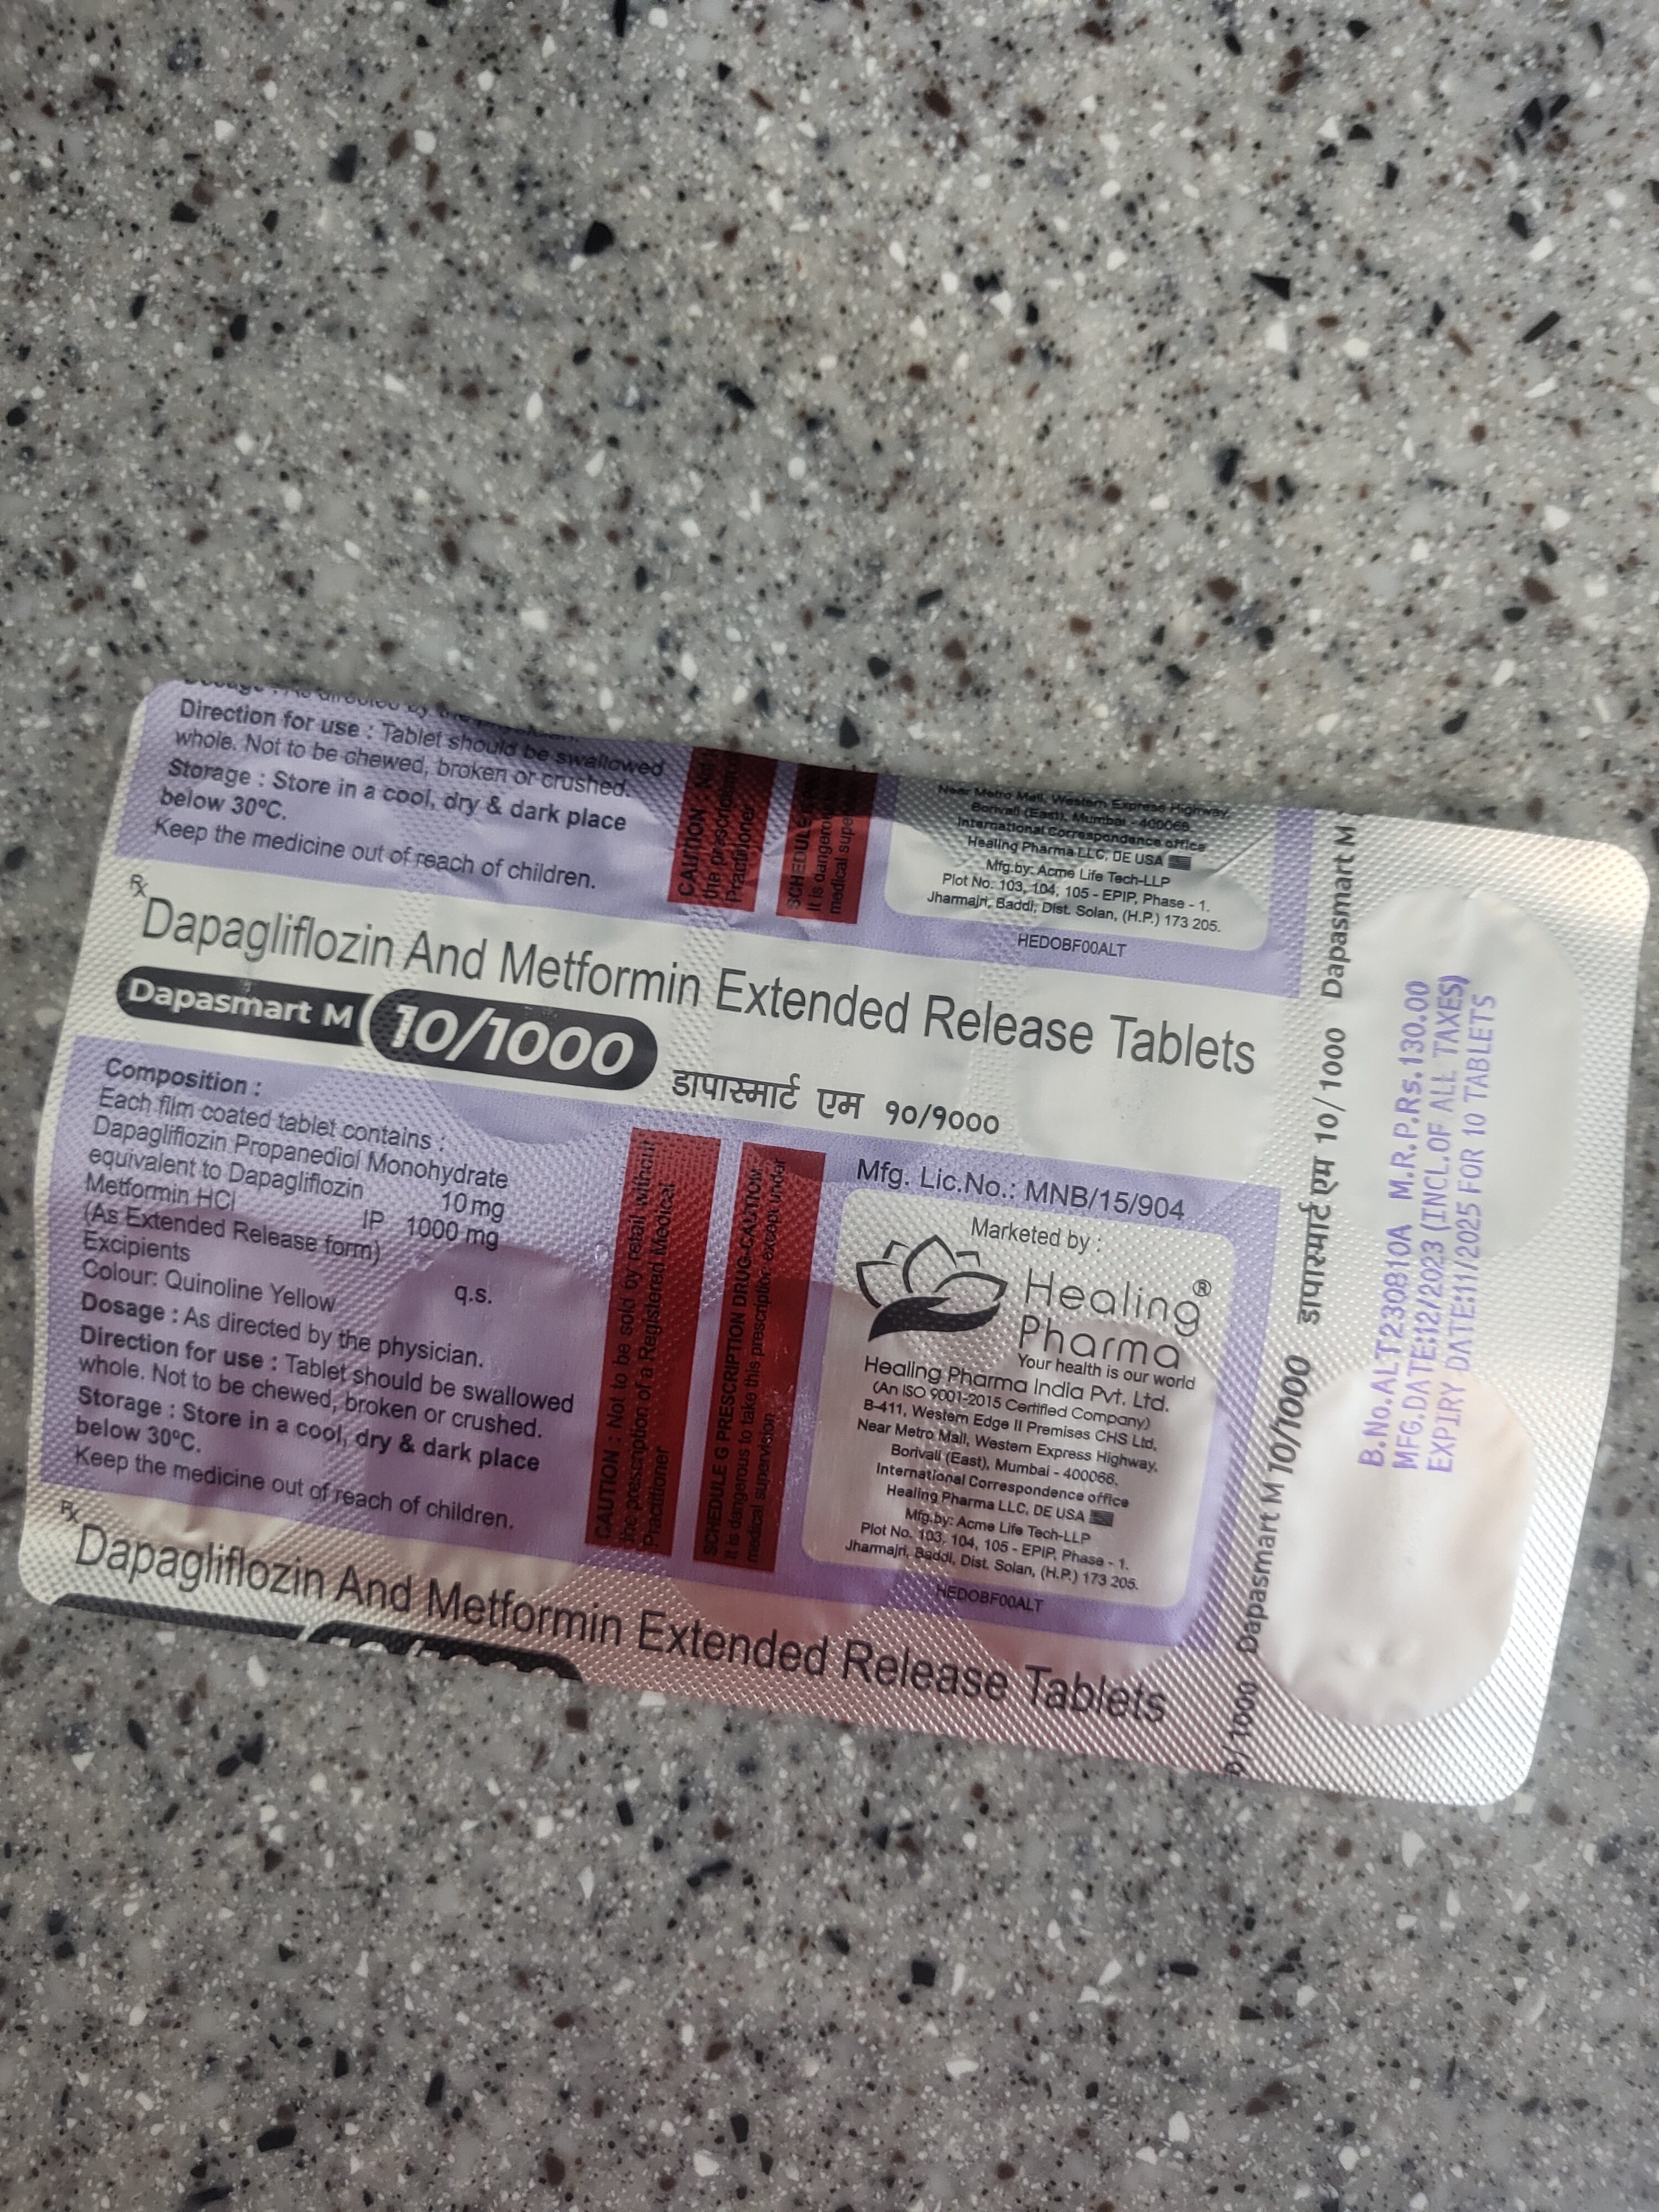 Direction for use : Tablet should be swallowed
whole. Not to be chewed, broken or crushed.
Storage : Store in a cool, dry & dark place
below 30°C.
Keep the medicine out of reach of children.
CAUTION :
the prescription
Practitioner
SCHEDULE
It is dangerous
medical
Near Metro Mall, Western Express Highway,
Borivali (East), Mumbai - 400066.
International Correspondence office
Healing Pharma LLC, DE USA
Mfg.by: Acme Life Tech-LLP
Plot No. 103, 104, 105 - EPIP, Phase - 1.
Jharmajri, Baddi, Dist. Solan, (H.P.) 173 205.
HEDOBF00ALT
Rx
Dapagliflozin And Metformin Extended Release Tablets
Dapasmart M 10/1000
डापास्मार्ट एम १०/१०००
Composition :
Each film coated tablet contains :
Dapagliflozin Propanediol Monohydrate
equivalent to Dapagliflozin 10 mg
Metformin HCl IP 1000 mg
(As Extended Release form)
Excipients q.s.
Colour: Quinoline Yellow
Dosage : As directed by the physician.
Direction for use : Tablet should be swallowed
whole. Not to be chewed, broken or crushed.
Storage : Store in a cool, dry & dark place
below 30°C.
Keep the medicine out of reach of children.
CAUTION : Not to be sold by retail without
the prescription of a Registered Medical
Practitioner
SCHEDULE G PRESCRIPTION DRUG-CAUTION
It is dangerous to take this prescription except under
medical supervision
Mfg. Lic.No.: MNB/15/904
Marketed by :
Healing®
Pharma
Your health is our world
Healing Pharma India Pvt. Ltd.
(An ISO 9001-2015 Certified Company)
B-411, Western Edge II Premises CHS Ltd,
Near Metro Mall, Western Express Highway,
Borivali (East), Mumbai - 400066.
International Correspondence office
Healing Pharma LLC, DE USA
Mfg.by: Acme Life Tech-LLP
Plot No. 103, 104, 105 - EPIP, Phase - 1.
Jharmajri, Baddi, Dist. Solan, (H.P.) 173 205.
HEDOBF00ALT
Rx
Dapagliflozin And Metformin Extended Release Tablets
/1000 Dapasmart M 10/1000 डापास्मार्ट एम 10/1000 Dapasmart M
B.No.ALT230810A M.R.P.Rs.130.00
MFG.DATE:12/2023 (INCL.OF ALL TAXES)
EXPIRY DATE:11/2025 FOR 10 TABLETS